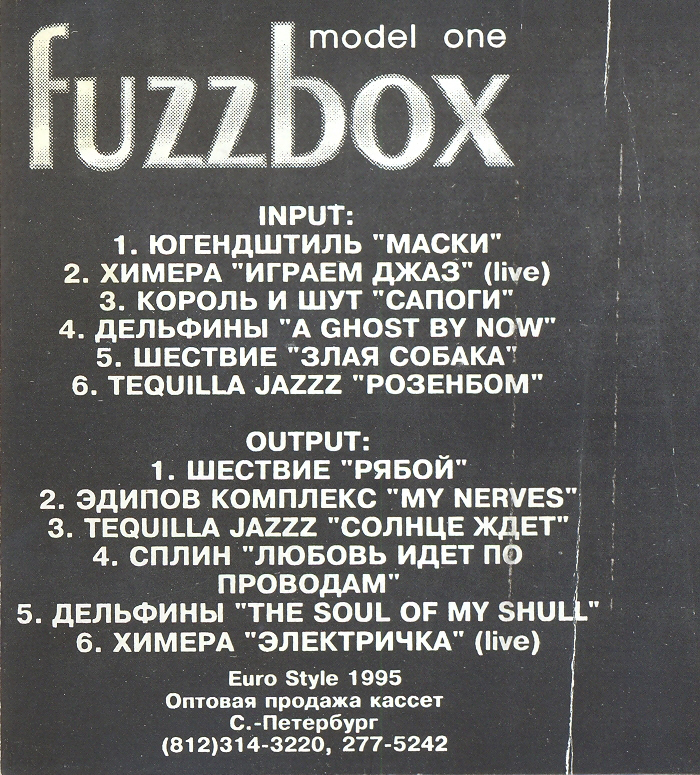 model one
fuzzbox
INPUT:
1. ЮГЕНДШТИЛЬ "МАСКИ"
2. ХИМЕРА "ИГРАЕМ ДЖАЗ" (live)
3. КОРОЛЬ И ШУТ "САПОГИ"
4. ДЕЛЬФИНЫ "A GHOST BY NOW"
5. ШЕСТВИЕ "ЗЛАЯ СОБАКА"
6. TEQUILLA JAZZZ "РОЗЕНБОМ"
OUTPUT:
1. ШЕСТВИЕ "РЯБОЙ"
2. ЭДИПОВ КОМПЛЕКС "MY NERVES"
3. TEQUILLA JAZZZ "СОЛНЦЕ ЖДЕТ"
4. СПЛИН "ЛЮБОВЬ ИДЕТ ПО
ПРОВОДАМ"
5. ДЕЛЬФИНЫ "THE SOUL OF MY SHULL"
6. ХИМЕРА "ЭЛЕКТРИЧКА" (live)
Euro Style 1995
Оптовая продажа кассет
С.-Петербург
(812)314-3220, 277-5242